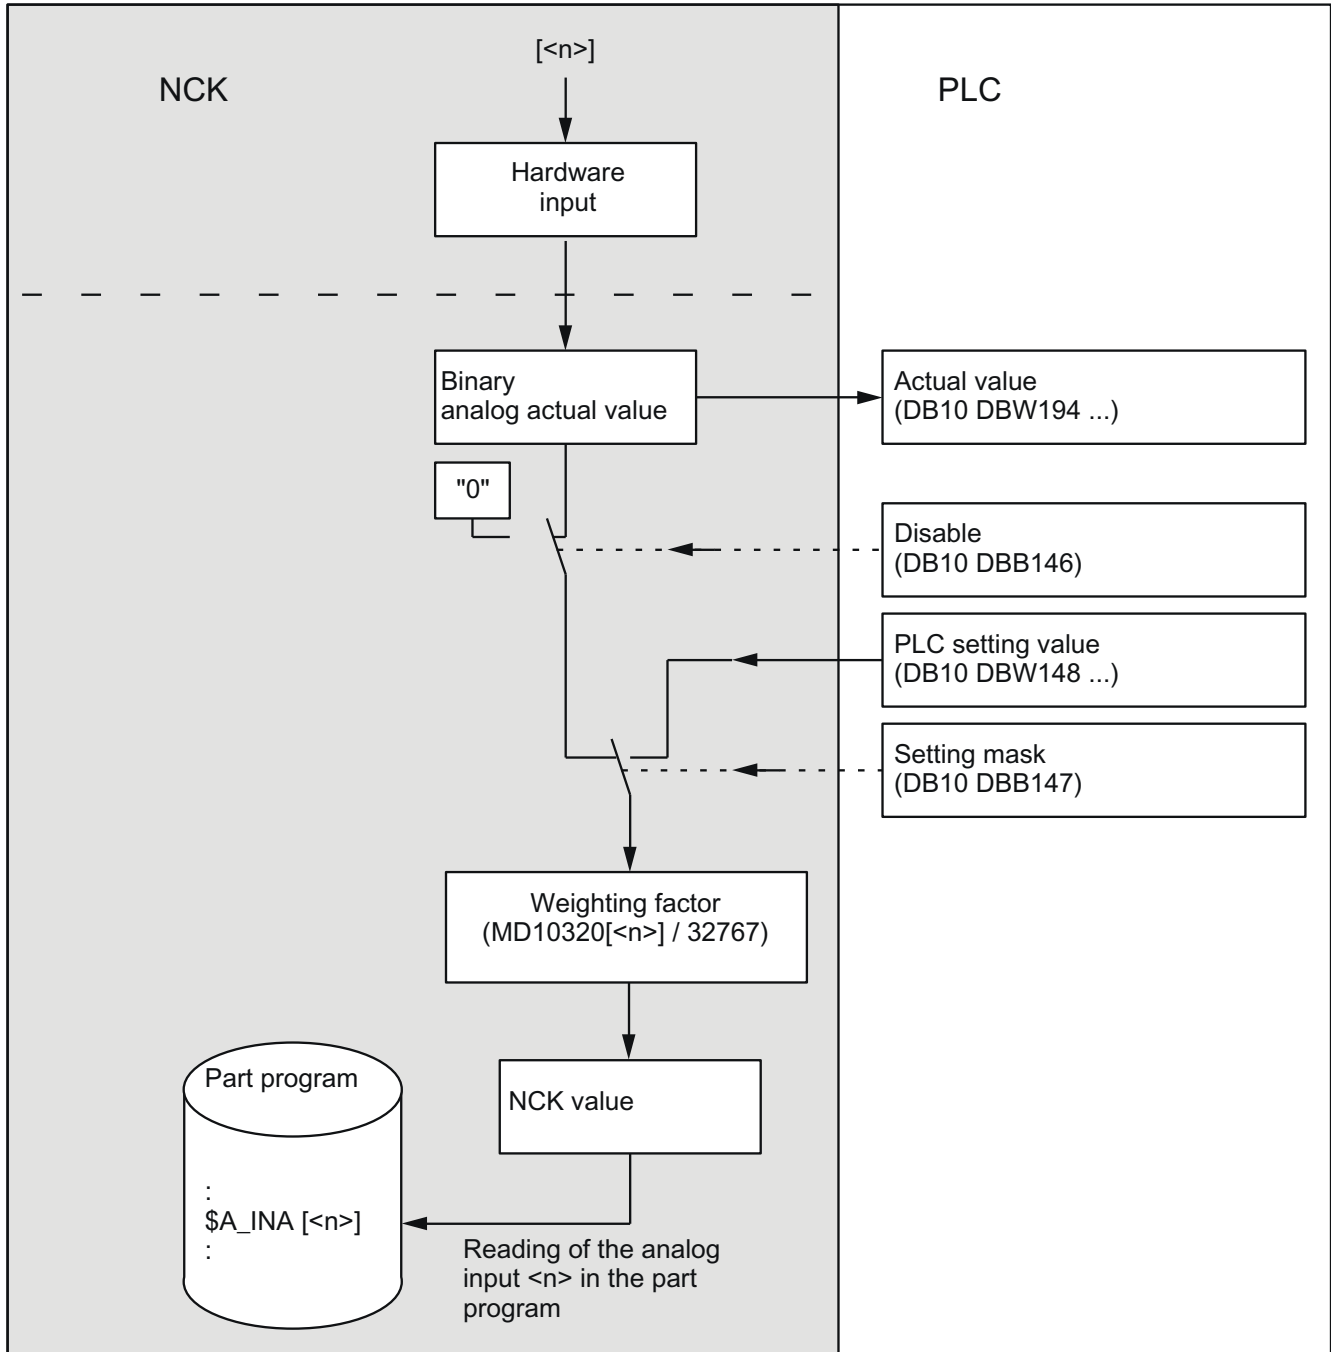 [<n>]
NCK
PLC
Hardware
input
Binary
analog actual value
Actual value
(DB10 DBW194 ...)
"0"
Disable
(DB10 DBB146)
PLC setting value
(DB10 DBW148 ...)
Setting mask
(DB10 DBB147)
Weighting factor
(MD10320[<n>] / 32767)
Part program
NCK value
:
$A_INA [<n>]
:
Reading of the analog
input <n> in the part
program